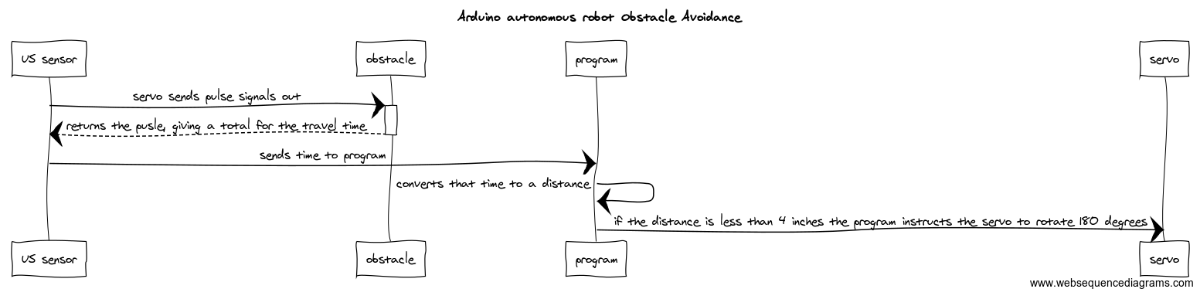 Arduino autonomous robot Obstacle Avoidance
US sensor
obstacle
program
servo
servo sends pulse signals out
returns the pusle, giving a total for the travel time
sends time to program
converts that time to a distance
if the distance is less than 4 inches the program instructs the servo to rotate 180 degrees
US sensor
obstacle
program
servo
www.websequencediagrams.com